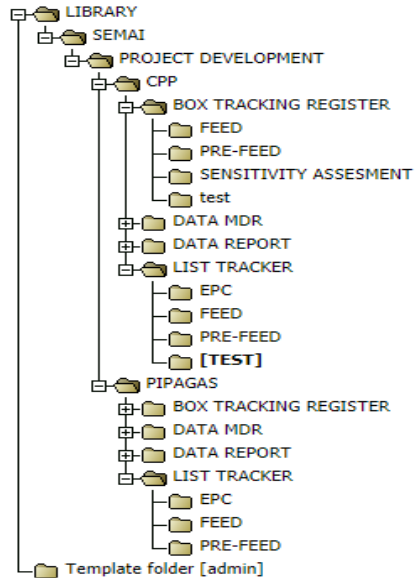 LIBRARY
SEMAI
PROJECT DEVELOPMENT
CPP
BOX TRACKING REGISTER
FEED
PRE-FEED
SENSITIVITY ASSESMENT
test
DATA MDR
DATA REPORT
LIST TRACKER
EPC
FEED
PRE-FEED
[TEST]
PIPAGAS
BOX TRACKING REGISTER
DATA MDR
DATA REPORT
LIST TRACKER
EPC
FEED
PRE-FEED
Template folder [admin]